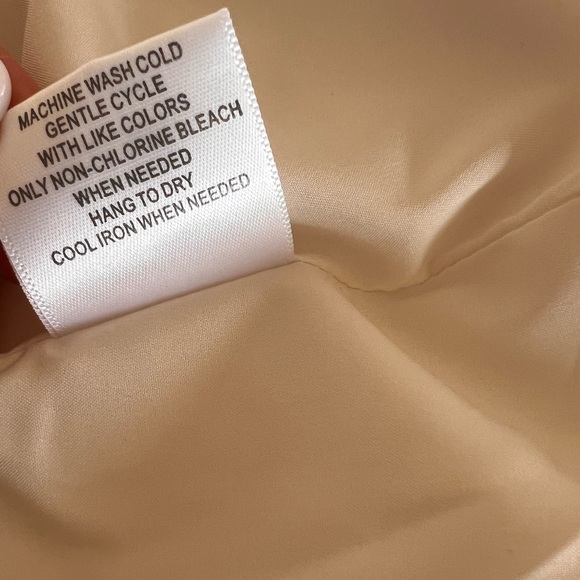 MACHINE WASH COLD
GENTLE CYCLE
WITH LIKE COLORS
ONLY NON-CHLORINE BLEACH
WHEN NEEDED
HANG TO DRY
COOL IRON WHEN NEEDED